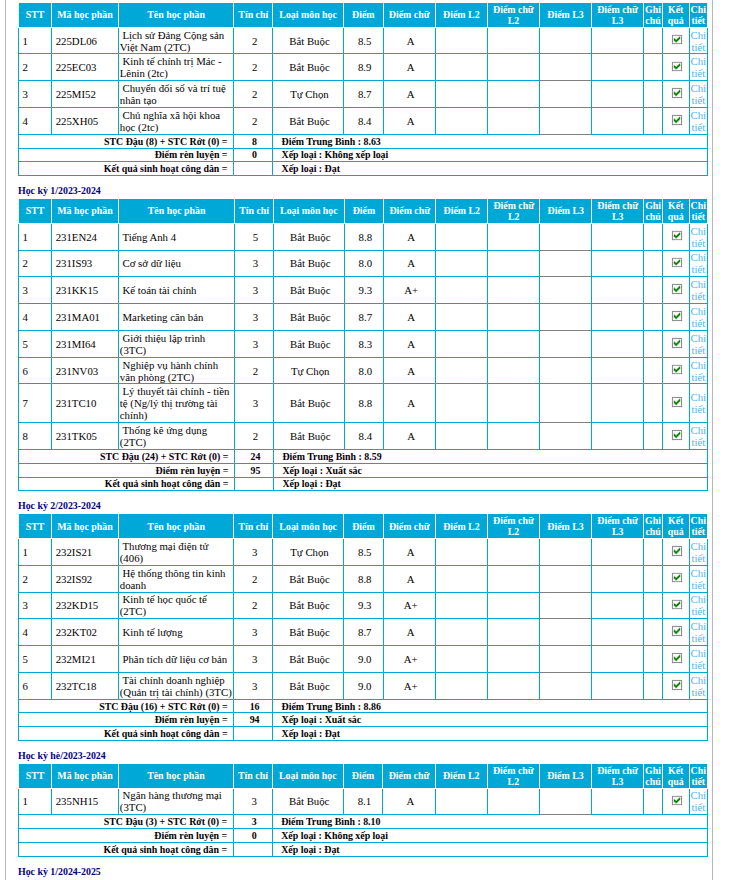 STT Mã học phần Tên học phần Tín chỉ Loại môn học Điểm Điểm chữ Điểm L2 Điểm chữ L2 Điểm L3 Điểm chữ L3 Ghi chú Kết quả Chi tiết
1 225DL06 Lịch sử Đảng Cộng sản Việt Nam (2TC) 2 Bắt Buộc 8.5 A Chi tiết
2 225EC03 Kinh tế chính trị Mác - Lênin (2tc) 2 Bắt Buộc 8.9 A Chi tiết
3 225MI52 Chuyển đổi số và trí tuệ nhân tạo 2 Tự Chọn 8.7 A Chi tiết
4 225XH05 Chủ nghĩa xã hội khoa học (2tc) 2 Bắt Buộc 8.4 A Chi tiết
STC Đậu (8) + STC Rớt (0) = 8 Điểm Trung Bình : 8.63
Điểm rèn luyện = 0 Xếp loại : Không xếp loại
Kết quả sinh hoạt công dân = Xếp loại : Đạt
Học kỳ 1/2023-2024
STT Mã học phần Tên học phần Tín chỉ Loại môn học Điểm Điểm chữ Điểm L2 Điểm chữ L2 Điểm L3 Điểm chữ L3 Ghi chú Kết quả Chi tiết
1 231EN24 Tiếng Anh 4 5 Bắt Buộc 8.8 A Chi tiết
2 231IS93 Cơ sở dữ liệu 3 Bắt Buộc 8.0 A Chi tiết
3 231KK15 Kế toán tài chính 3 Bắt Buộc 9.3 A+ Chi tiết
4 231MA01 Marketing căn bản 3 Bắt Buộc 8.7 A Chi tiết
5 231MI64 Giới thiệu lập trình (3TC) 3 Bắt Buộc 8.3 A Chi tiết
6 231NV03 Nghiệp vụ hành chính văn phòng (2TC) 2 Tự Chọn 8.0 A Chi tiết
7 231TC10 Lý thuyết tài chính - tiền tệ (Ng/lý thị trường tài chính) 3 Bắt Buộc 8.8 A Chi tiết
8 231TK05 Thống kê ứng dụng (2TC) 2 Bắt Buộc 8.4 A Chi tiết
STC Đậu (24) + STC Rớt (0) = 24 Điểm Trung Bình : 8.59
Điểm rèn luyện = 95 Xếp loại : Xuất sắc
Kết quả sinh hoạt công dân = Xếp loại : Đạt
Học kỳ 2/2023-2024
STT Mã học phần Tên học phần Tín chỉ Loại môn học Điểm Điểm chữ Điểm L2 Điểm chữ L2 Điểm L3 Điểm chữ L3 Ghi chú Kết quả Chi tiết
1 232IS21 Thương mại điện tử (406) 3 Tự Chọn 8.5 A Chi tiết
2 232IS92 Hệ thống thông tin kinh doanh 2 Bắt Buộc 8.8 A Chi tiết
3 232KD15 Kinh tế học quốc tế (2TC) 2 Bắt Buộc 9.3 A+ Chi tiết
4 232KT02 Kinh tế lượng 3 Bắt Buộc 8.7 A Chi tiết
5 232MI21 Phân tích dữ liệu cơ bản 3 Bắt Buộc 9.0 A+ Chi tiết
6 232TC18 Tài chính doanh nghiệp (Quản trị tài chính) (3TC) 3 Bắt Buộc 9.0 A+ Chi tiết
STC Đậu (16) + STC Rớt (0) = 16 Điểm Trung Bình : 8.86
Điểm rèn luyện = 94 Xếp loại : Xuất sắc
Kết quả sinh hoạt công dân = Xếp loại : Đạt
Học kỳ hè/2023-2024
STT Mã học phần Tên học phần Tín chỉ Loại môn học Điểm Điểm chữ Điểm L2 Điểm chữ L2 Điểm L3 Điểm chữ L3 Ghi chú Kết quả Chi tiết
1 235NH15 Ngân hàng thương mại (3TC) 3 Bắt Buộc 8.1 A Chi tiết
STC Đậu (3) + STC Rớt (0) = 3 Điểm Trung Bình : 8.10
Điểm rèn luyện = 0 Xếp loại : Không xếp loại
Kết quả sinh hoạt công dân = Xếp loại : Đạt
Học kỳ 1/2024-2025